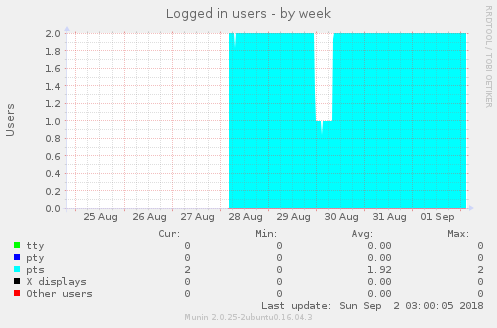 Logged in users - by week
RRDTOOL / TOBI OETIKER
Users
2.0
1.8
1.6
1.4
1.2
1.0
0.8
0.6
0.4
0.2
0.0
25 Aug 26 Aug 27 Aug 28 Aug 29 Aug 30 Aug 31 Aug 01 Sep
Cur: Min: Avg: Max:
tty 0 0 0.00 0
pty 0 0 0.00 0
pts 2 0 1.92 2
X displays 0 0 0.00 0
Other users 0 0 0.00 0
Last update: Sun Sep 2 03:00:05 2018
Munin 2.0.25-2ubuntu0.16.04.3